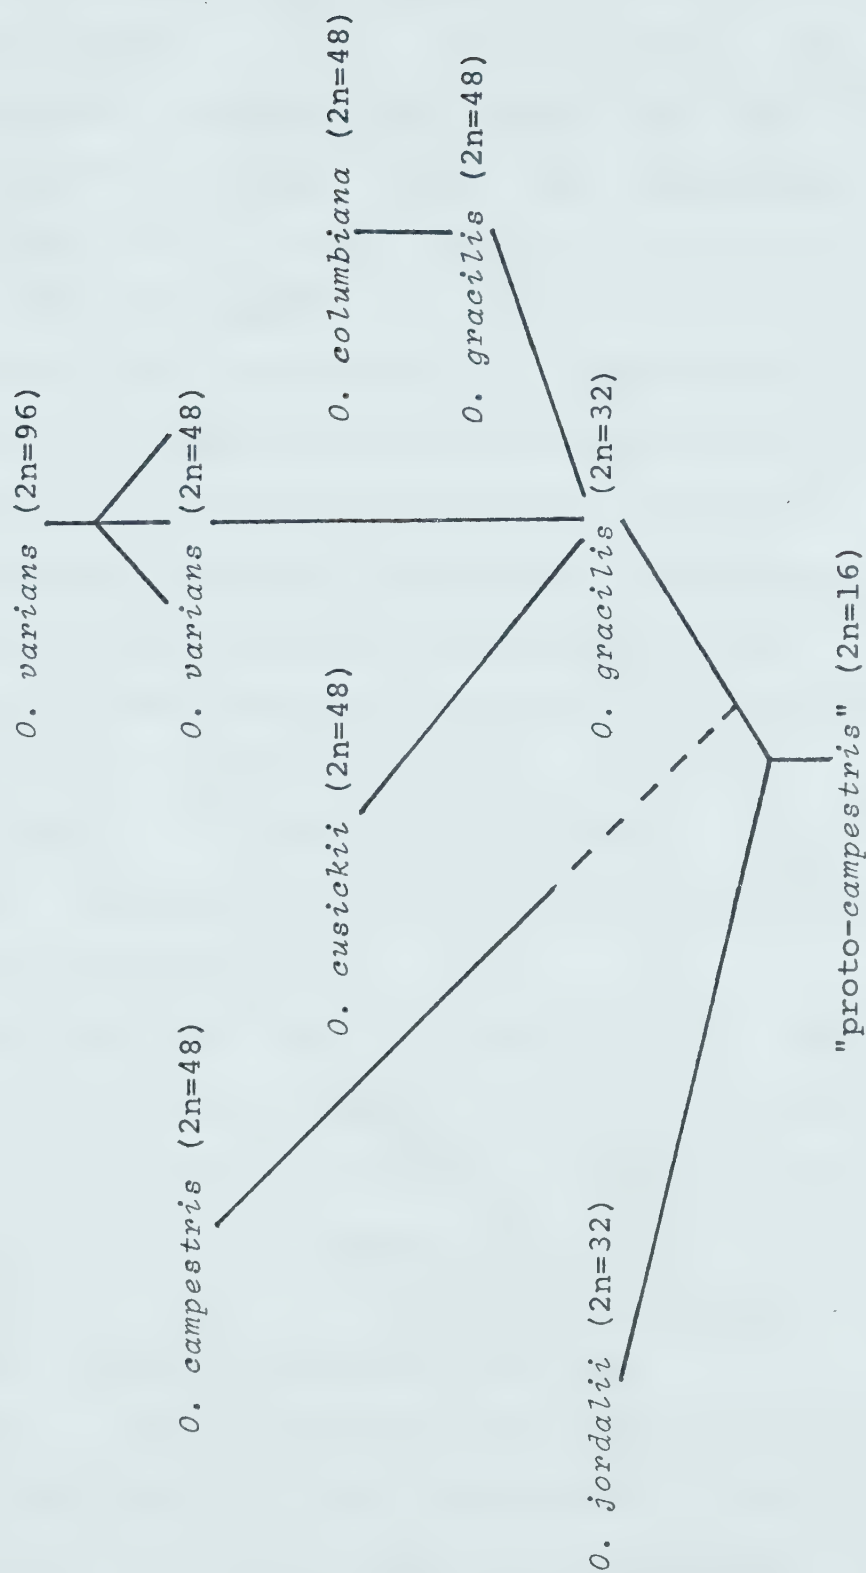 O. varians (2n=96)
O. varians (2n=48)
O. campestris (2n=48)
O. cusickii (2n=48)
O. columbiana (2n=48)
O. gracilis (2n=48)
O. jordalii (2n=32)
O. gracilis (2n=32)
"proto-campestris" (2n=16)